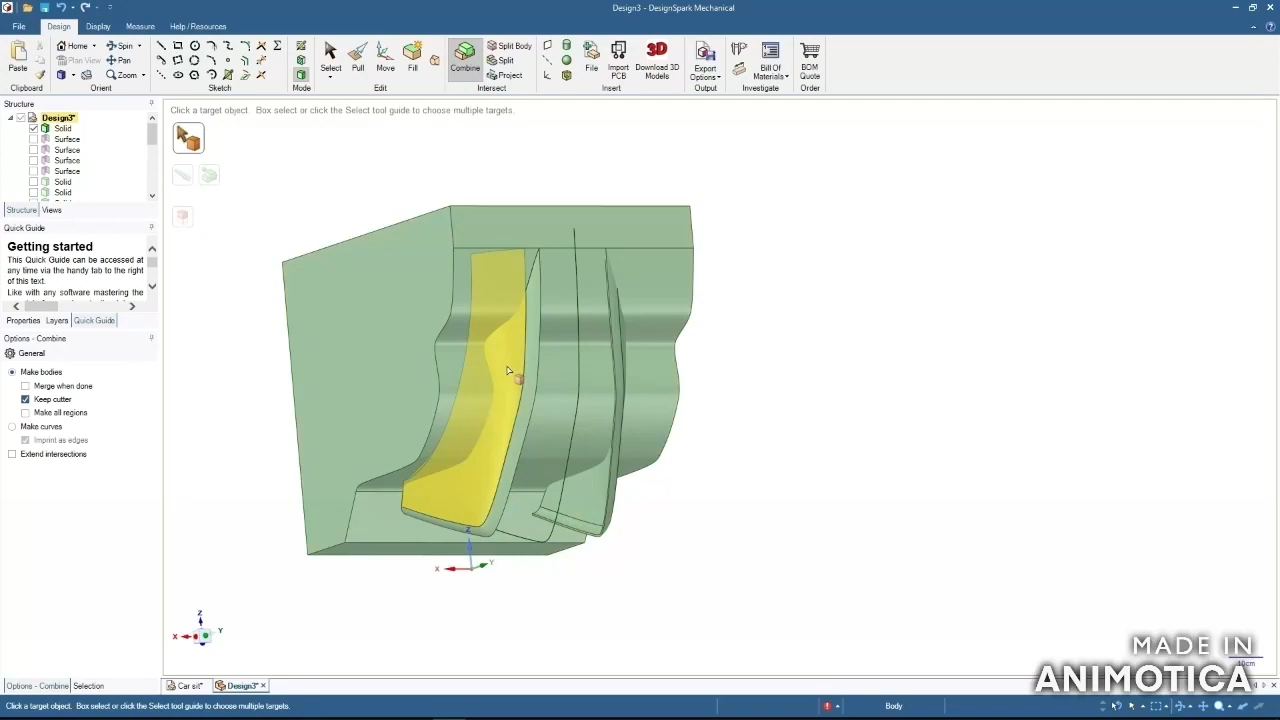 Design3 - DesignSpark Mechanical
File Design Display Measure Help / Resources
Home Spin
Plan View Pan
Zoom
Paste Select Pull Move Fill Combine Split Body
Split
Project
File Import PCB Download 3D Models Export Options Bill Of Materials BOM Quote
3D
Clipboard Orient Sketch Mode Edit Intersect Insert Output Investigate Order
Structure
Design3*
Solid
Surface
Surface
Surface
Surface
Solid
Solid
Structure Views
Quick Guide
Getting started
This Quick Guide can be accessed at
any time via the handy tab to the right
of this text.
Like with any software mastering the
Properties Layers Quick Guide
Options - Combine
General
Make bodies
Merge when done
Keep cutter
Make all regions
Make curves
Imprint as edges
Extend intersections
Click a target object. Box select or click the Select tool guide to choose multiple targets.
Z
X Y
Z
X Y
MADE IN
ANIMOTICA
10cm
Options - Combine Selection Car sit* Design3*
Click a target object. Box select or click the Select tool guide to choose multiple targets. Body